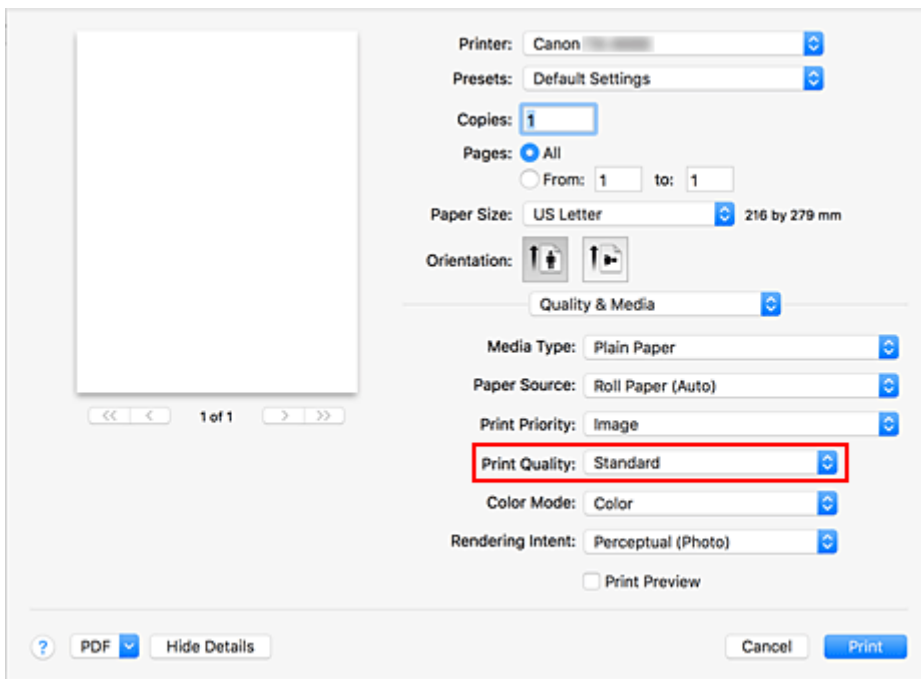 Printer: Canon
Presets: Default Settings
Copies: 1
Pages: All
From: 1 to: 1
Paper Size: US Letter 216 by 279 mm
Orientation:
Quality & Media
Media Type: Plain Paper
Paper Source: Roll Paper (Auto)
1 of 1
Print Priority: Image
Print Quality: Standard
Color Mode: Color
Rendering Intent: Perceptual (Photo)
Print Preview
? PDF Hide Details Cancel Print